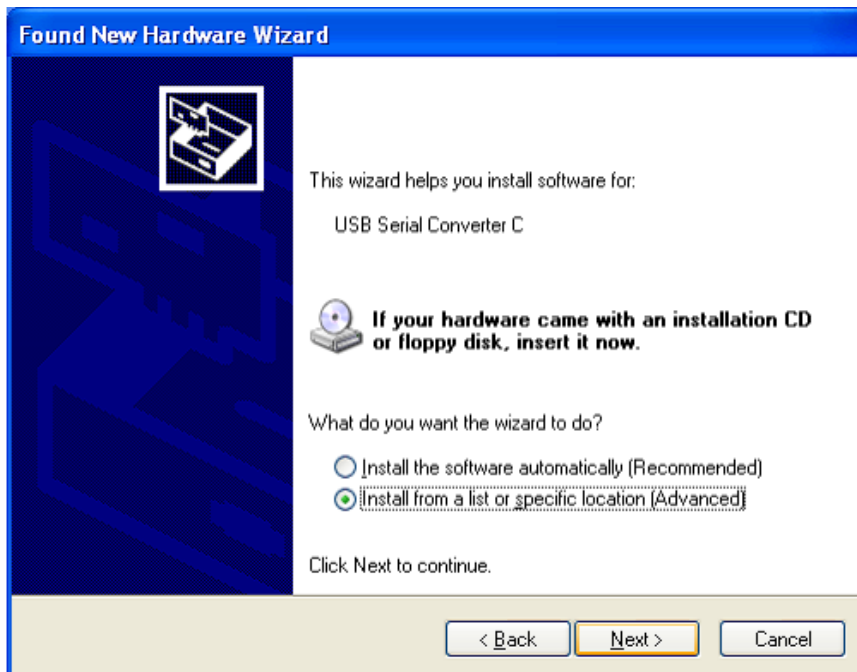 Found New Hardware Wizard
This wizard helps you install software for:
USB Serial Converter C
If your hardware came with an installation CD
or floppy disk, insert it now.
What do you want the wizard to do?
Install the software automatically (Recommended)
Install from a list or specific location (Advanced)
Click Next to continue.
< Back Next > Cancel